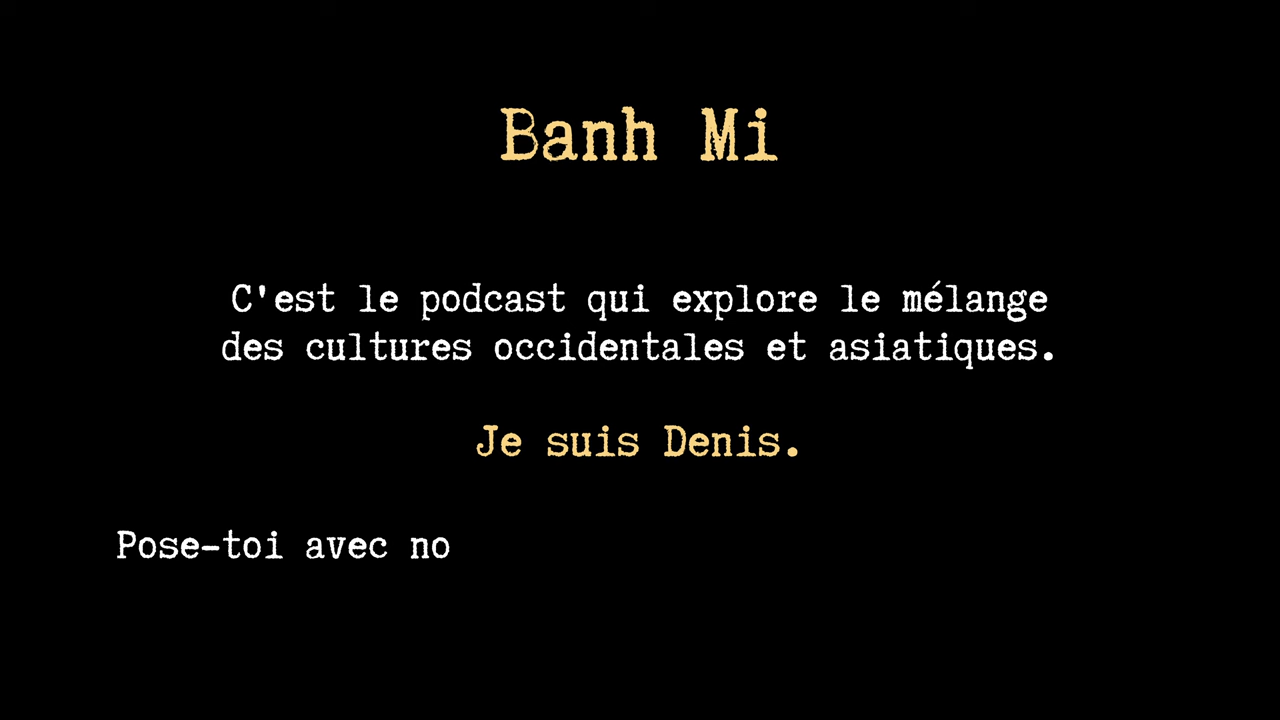 Banh Mi
C'est le podcast qui explore le mélange
des cultures occidentales et asiatiques.
Je suis Denis.
Pose-toi avec no